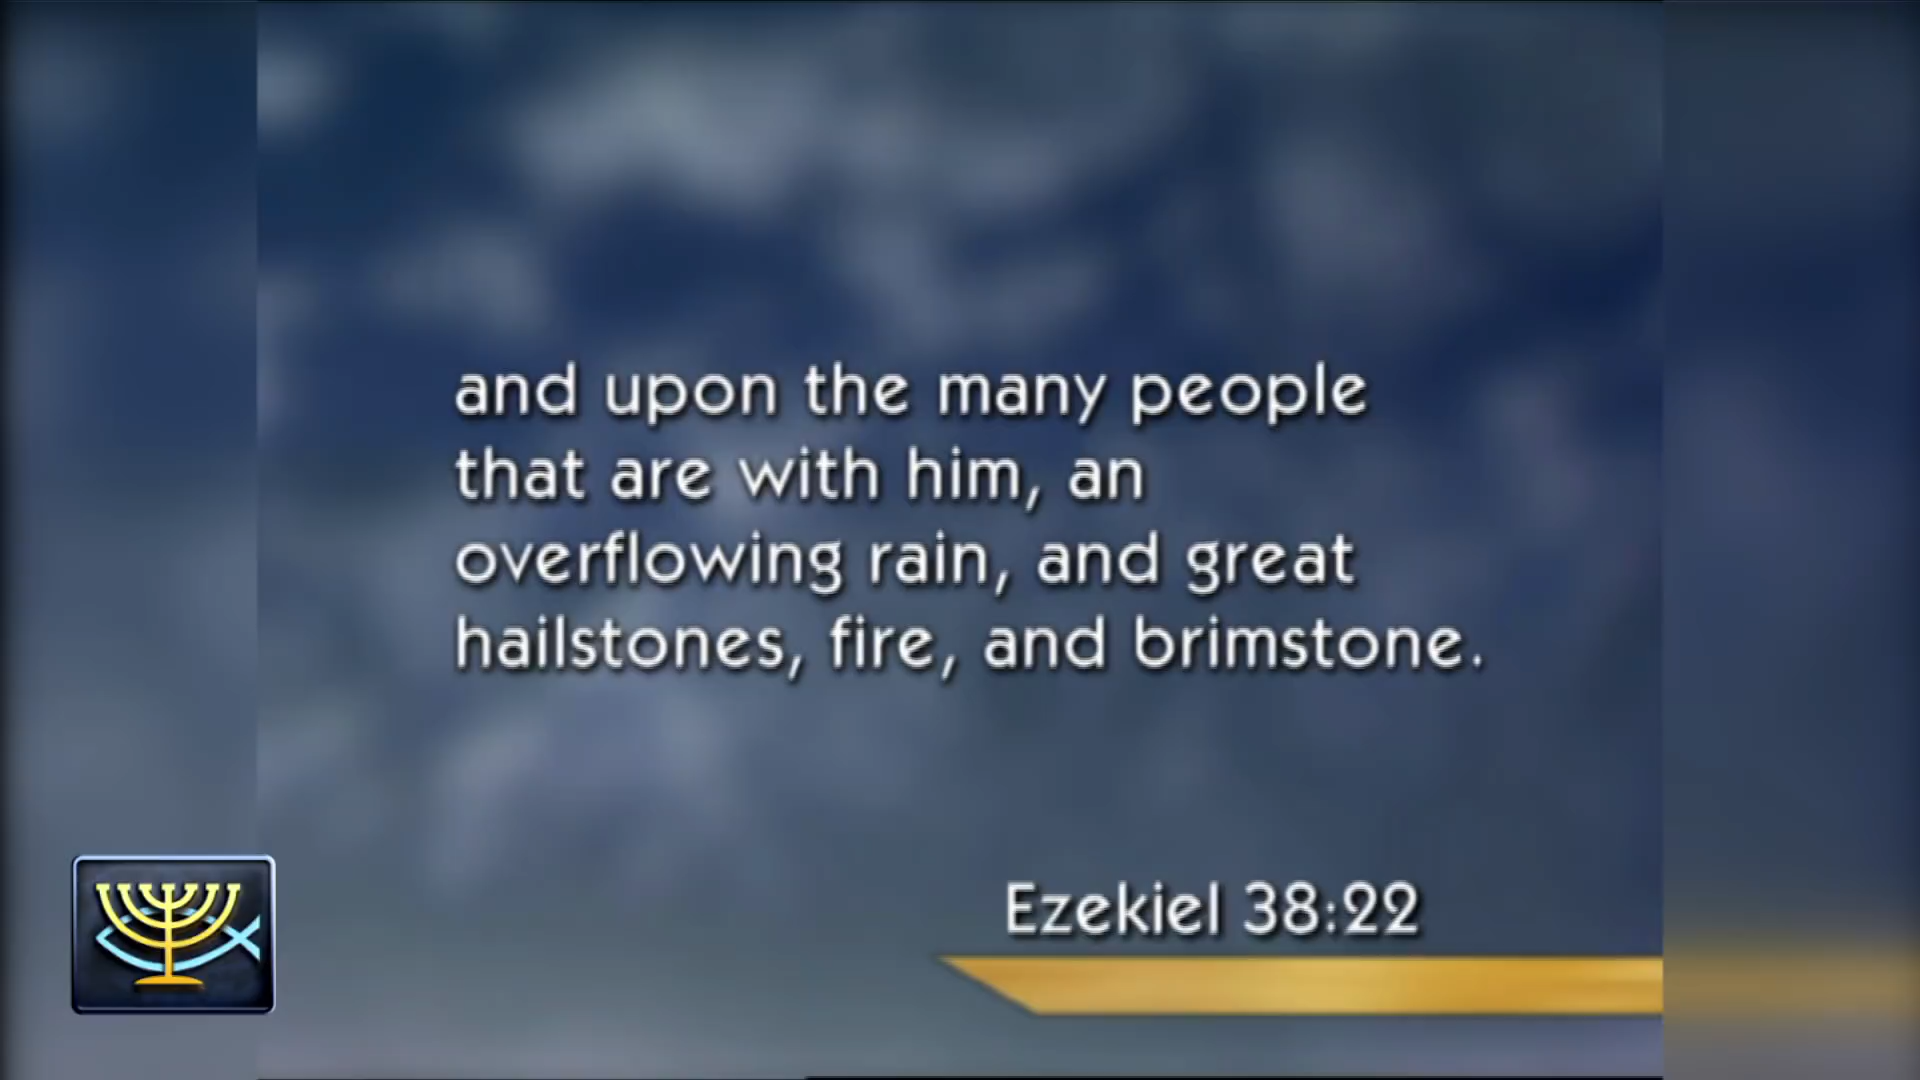 and upon the many people
that are with him, an
overflowing rain, and great
hailstones, fire, and brimstone.
Ezekiel 38:22